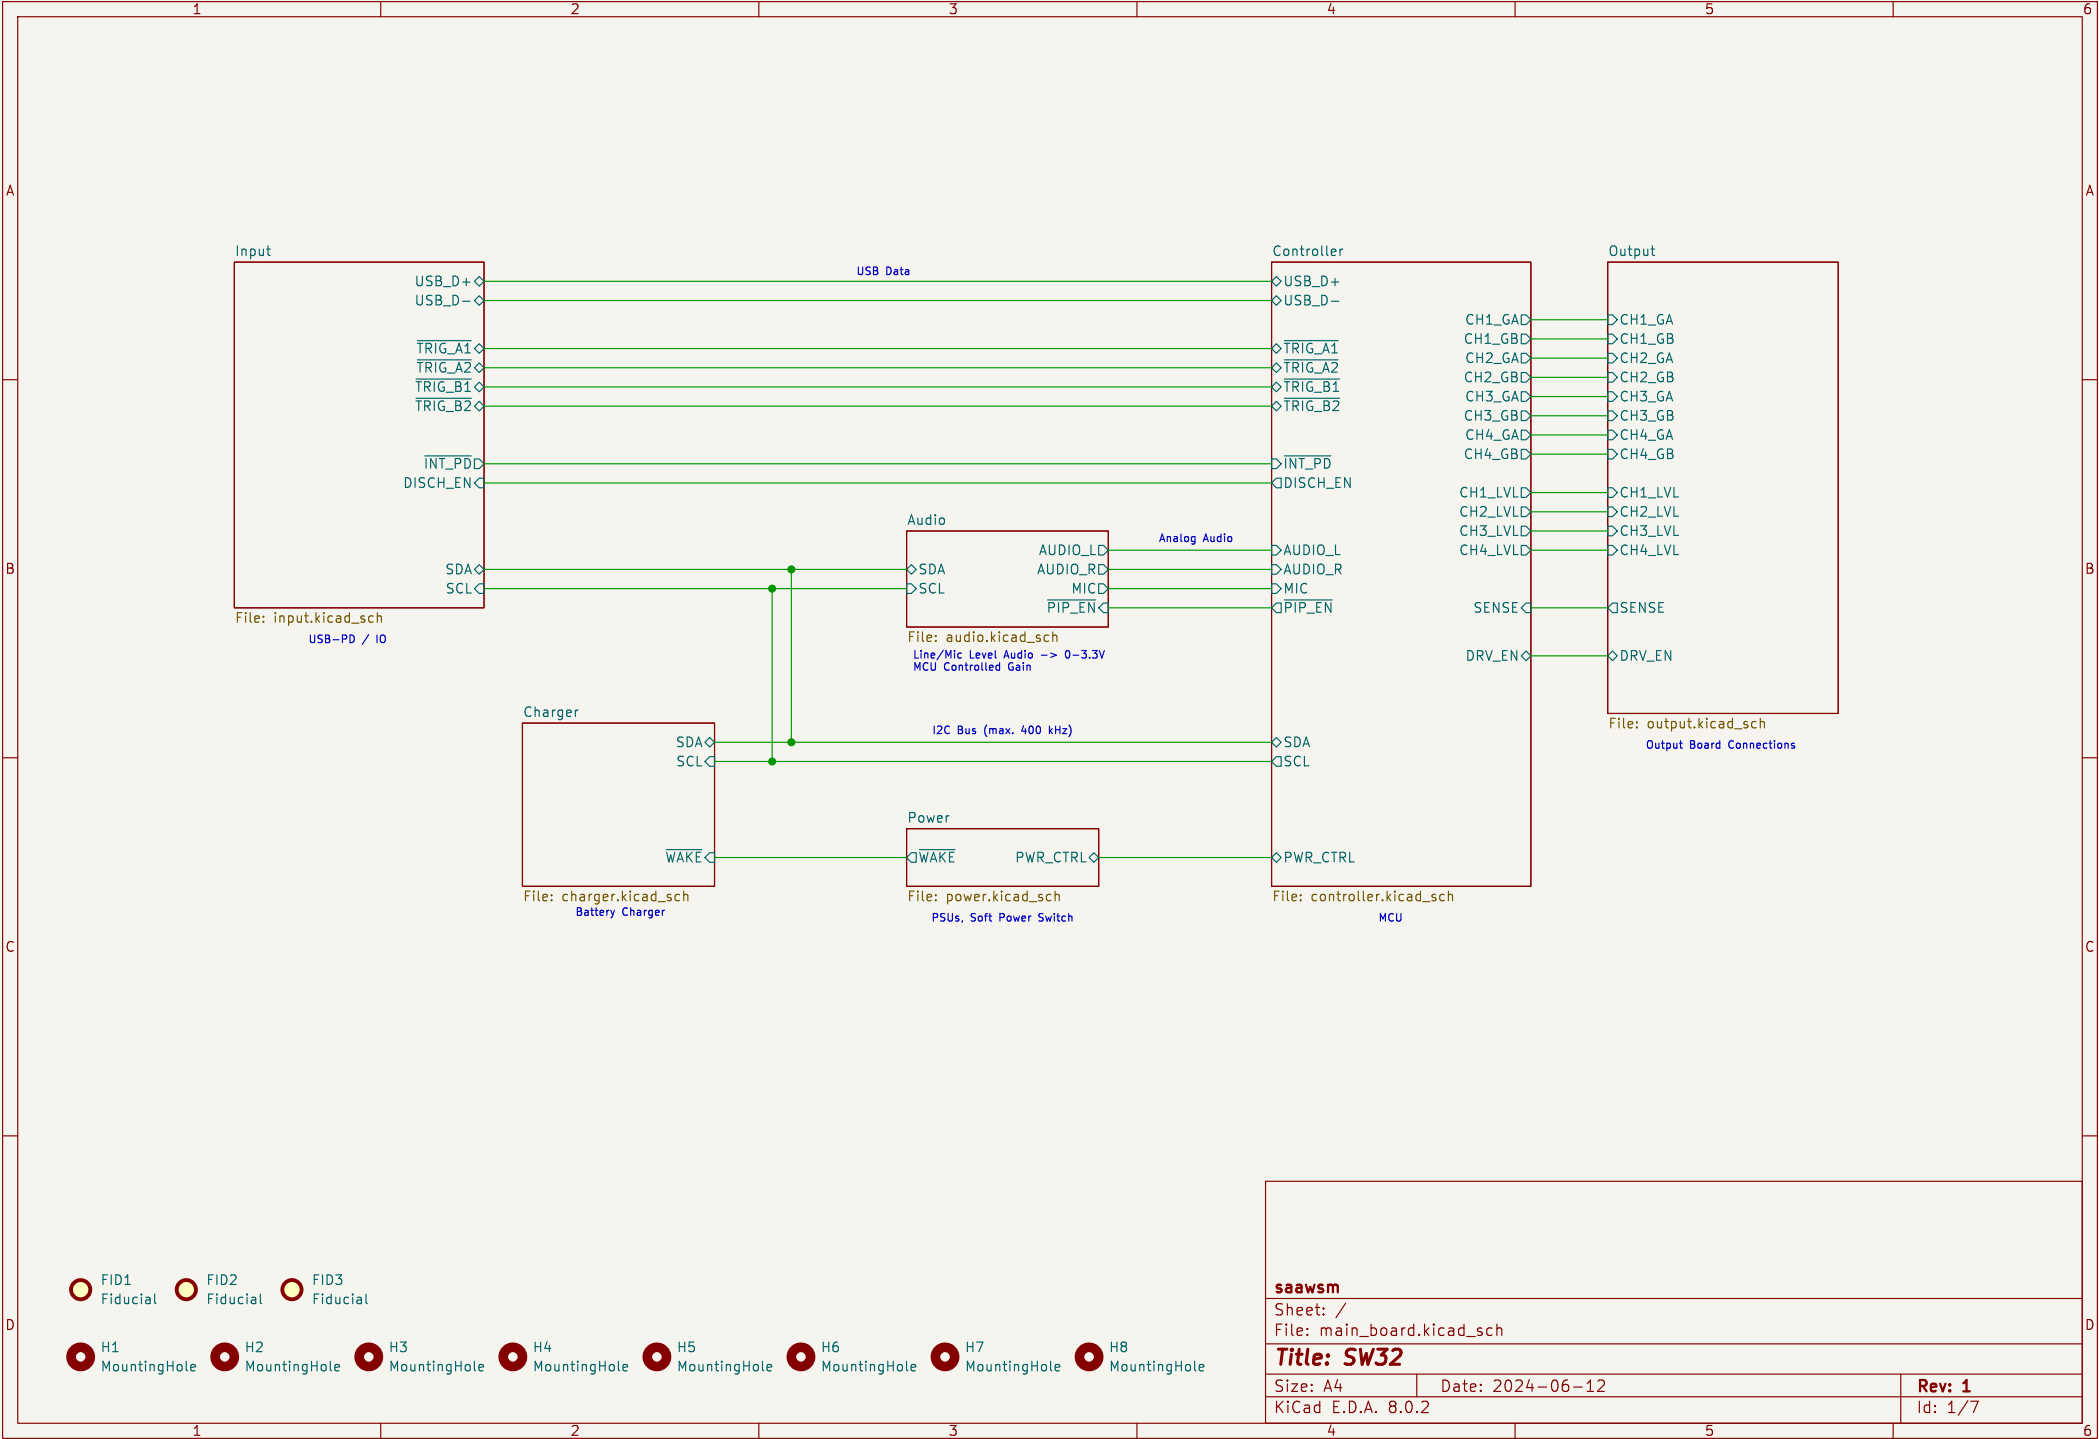 1 2 3 4 5 6
A A
B B
C C
D D
Input
USB_D+
USB_D-
TRIG_A1
TRIG_A2
TRIG_B1
TRIG_B2
INT_PD
DISCH_EN
SDA
SCL
File: input.kicad_sch
USB-PD / IO
USB Data
Audio
SDA
SCL
AUDIO_L
AUDIO_R
MIC
PIP_EN
File: audio.kicad_sch
Line/Mic Level Audio -> 0-3.3V
MCU Controlled Gain
Analog Audio
Charger
SDA
SCL
WAKE
File: charger.kicad_sch
Battery Charger
I2C Bus (max. 400 kHz)
Power
WAKE PWR_CTRL
File: power.kicad_sch
PSUs, Soft Power Switch
Controller
USB_D+
USB_D-
TRIG_A1
TRIG_A2
TRIG_B1
TRIG_B2
INT_PD
DISCH_EN
AUDIO_L
AUDIO_R
MIC
PIP_EN
SDA
SCL
PWR_CTRL
CH1_GA
CH1_GB
CH2_GA
CH2_GB
CH3_GA
CH3_GB
CH4_GA
CH4_GB
CH1_LVL
CH2_LVL
CH3_LVL
CH4_LVL
SENSE
DRV_EN
File: controller.kicad_sch
MCU
Output
CH1_GA
CH1_GB
CH2_GA
CH2_GB
CH3_GA
CH3_GB
CH4_GA
CH4_GB
CH1_LVL
CH2_LVL
CH3_LVL
CH4_LVL
SENSE
DRV_EN
File: output.kicad_sch
Output Board Connections
FID1
Fiducial
FID2
Fiducial
FID3
Fiducial
H1
MountingHole
H2
MountingHole
H3
MountingHole
H4
MountingHole
H5
MountingHole
H6
MountingHole
H7
MountingHole
H8
MountingHole
saawsm
Sheet: /
File: main_board.kicad_sch
Title: SW32
Size: A4 Date: 2024-06-12 Rev: 1
KiCad E.D.A. 8.0.2 Id: 1/7
1 2 3 4 5 6